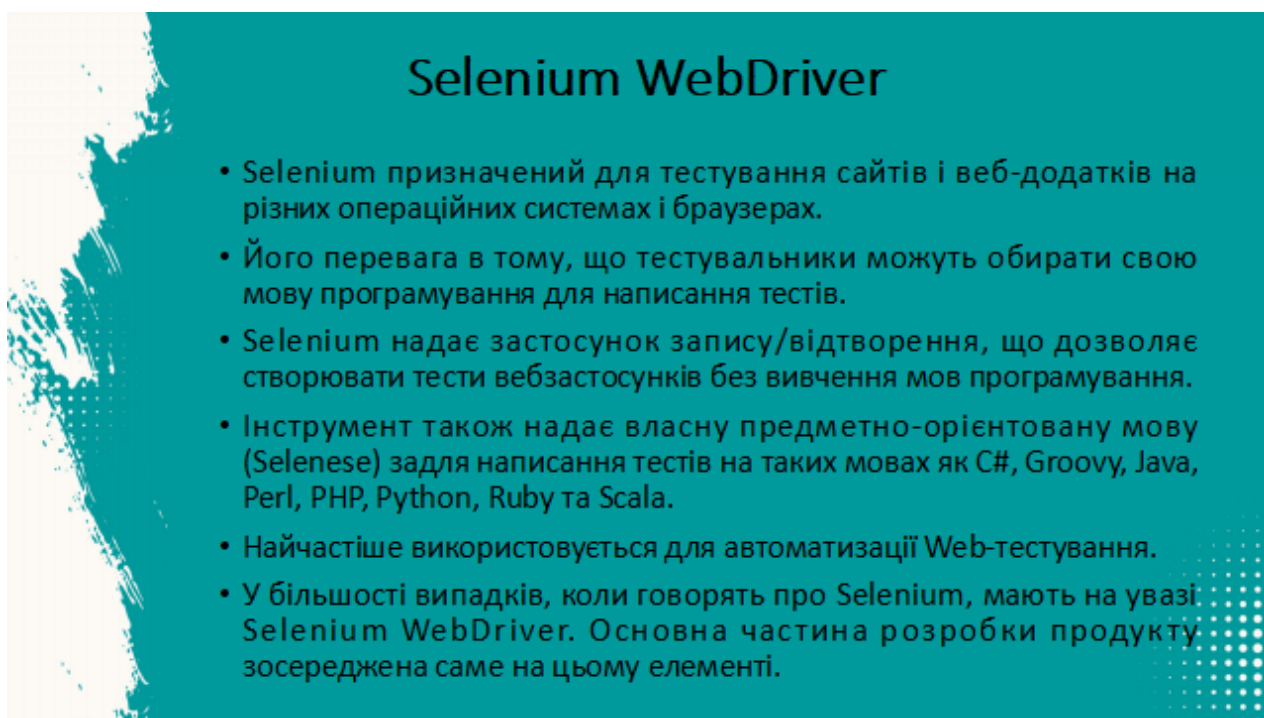 Selenium WebDriver
• Selenium призначений для тестування сайтів і веб-додатків на
різних операційних системах і браузерах.
• Його перевага в тому, що тестувальники можуть обирати свою
мову програмування для написання тестів.
• Selenium надає застосунок запису/відтворення, що дозволяє
створювати тести вебзастосунків без вивчення мов програмування.
• Інструмент також надає власну предметно-орієнтовану мову
(Selenese) задля написання тестів на таких мовах як C#, Groovy, Java,
Perl, PHP, Python, Ruby та Scala.
• Найчастіше використовується для автоматизації Web-тестування.
• У більшості випадків, коли говорять про Selenium, мають на увазі
Selenium WebDriver. Основна частина розробки продукту
зосереджена саме на цьому елементі.